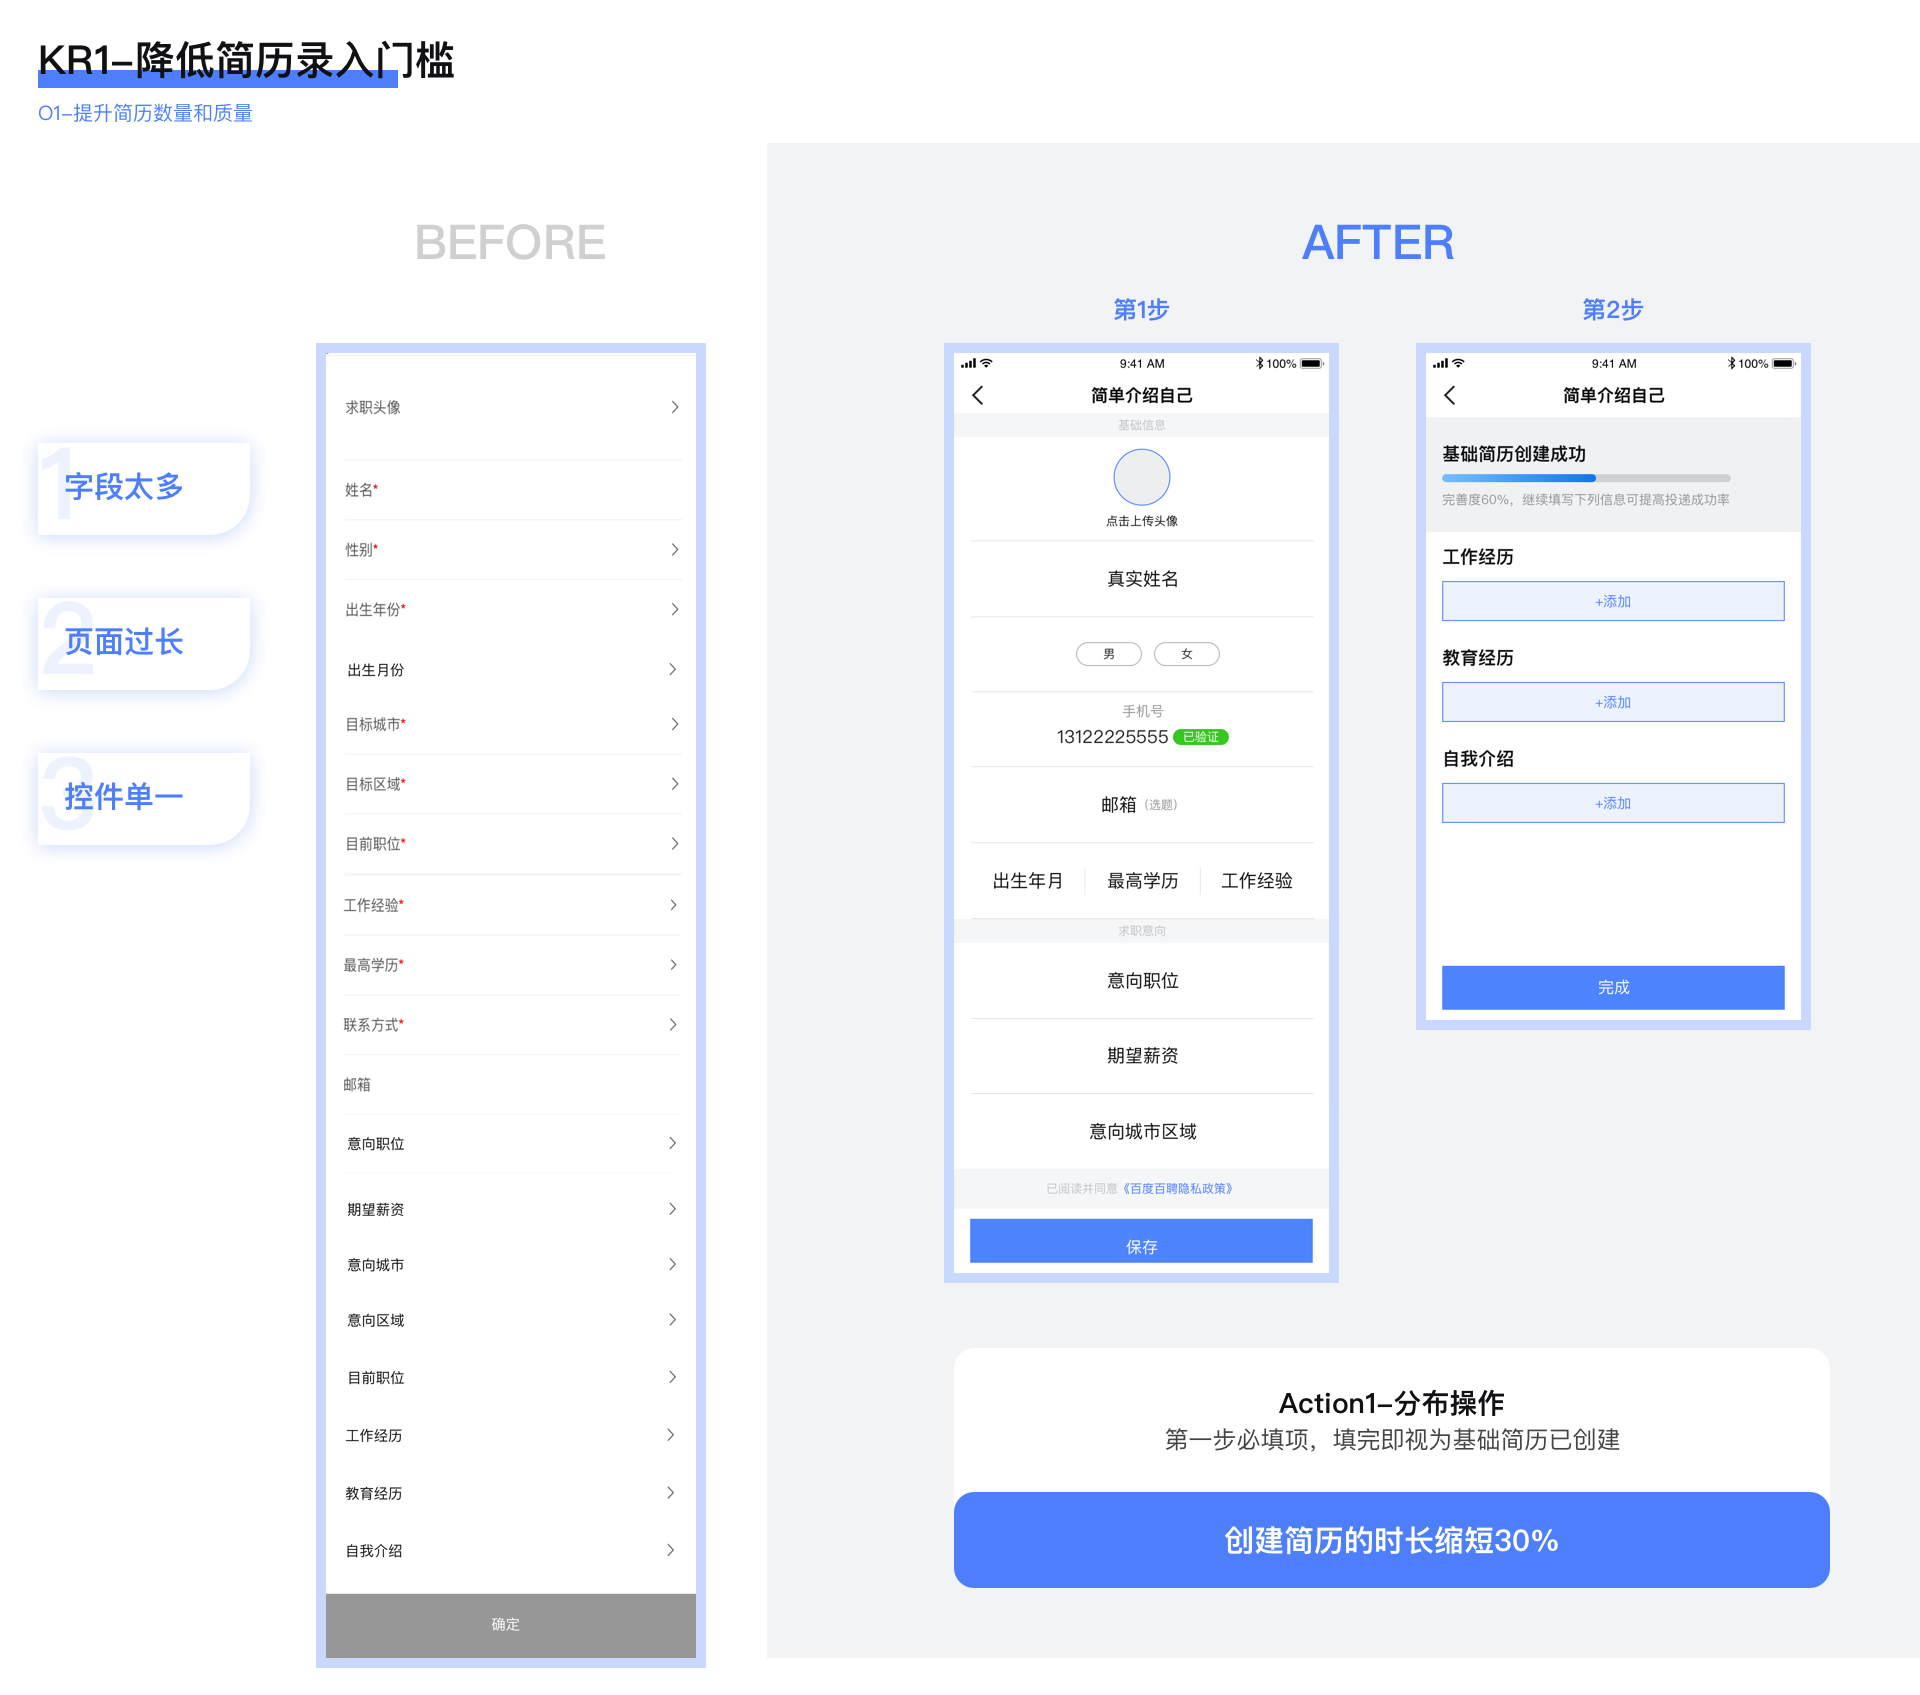 KR1-降低简历录入门槛
O1-提升简历数量和质量
BEFORE
1
字段太多
2
页面过长
3
控件单一
求职头像
姓名*
性别*
出生年份*
出生月份
目标城市*
目标区域*
目前职位*
工作经验*
最高学历*
联系方式*
邮箱
意向职位
期望薪资
意向城市
意向区域
目前职位
工作经历
教育经历
自我介绍
确定
AFTER
第1步
9:41 AM 100%
简单介绍自己
基础信息
点击上传头像
真实姓名
男 女
手机号
13122225555 已验证
邮箱（选题）
出生年月 最高学历 工作经验
求职意向
意向职位
期望薪资
意向城市区域
已阅读并同意《百度百聘隐私政策》
保存
第2步
9:41 AM 100%
简单介绍自己
基础简历创建成功
完善度60%，继续填写下列信息可提高投递成功率
工作经历
+添加
教育经历
+添加
自我介绍
+添加
完成
Action1-分布操作
第一步必填项，填完即视为基础简历已创建
创建简历的时长缩短30%